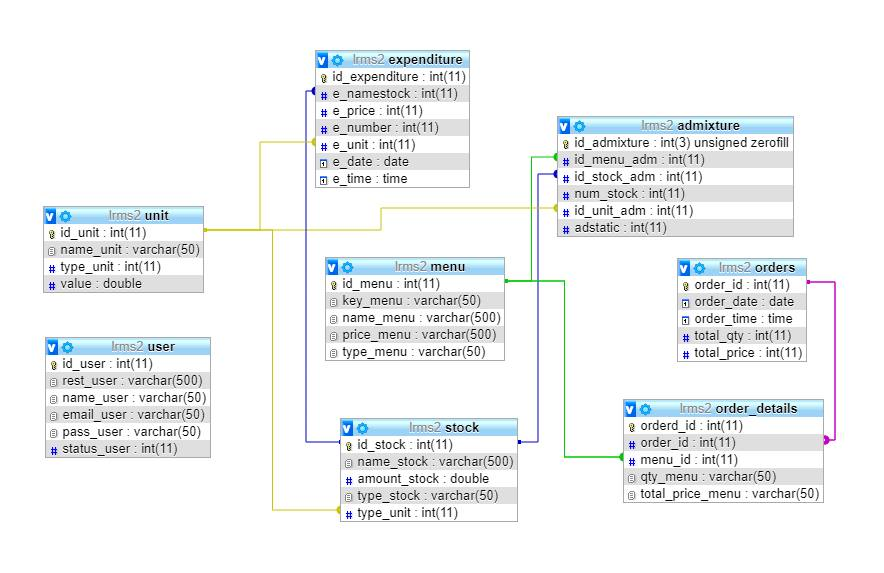 lrms2 expenditure
id_expenditure : int(11)
e_namestock : int(11)
e_price : int(11)
e_number : int(11)
e_unit : int(11)
e_date : date
e_time : time
lrms2 admixture
id_admixture : int(3) unsigned zerofill
id_menu_adm : int(11)
id_stock_adm : int(11)
num_stock : int(11)
id_unit_adm : int(11)
adstatic : int(11)
lrms2 unit
id_unit : int(11)
name_unit : varchar(50)
type_unit : int(11)
value : double
lrms2 menu
id_menu : int(11)
key_menu : varchar(50)
name_menu : varchar(500)
price_menu : varchar(500)
type_menu : varchar(50)
lrms2 orders
order_id : int(11)
order_date : date
order_time : time
total_qty : int(11)
total_price : int(11)
lrms2 user
id_user : int(11)
rest_user : varchar(500)
name_user : varchar(50)
email_user : varchar(50)
pass_user : varchar(50)
status_user : int(11)
lrms2 stock
id_stock : int(11)
name_stock : varchar(500)
amount_stock : double
type_stock : varchar(50)
type_unit : int(11)
lrms2 order_details
orderd_id : int(11)
order_id : int(11)
menu_id : int(11)
qty_menu : varchar(50)
total_price_menu : varchar(50)